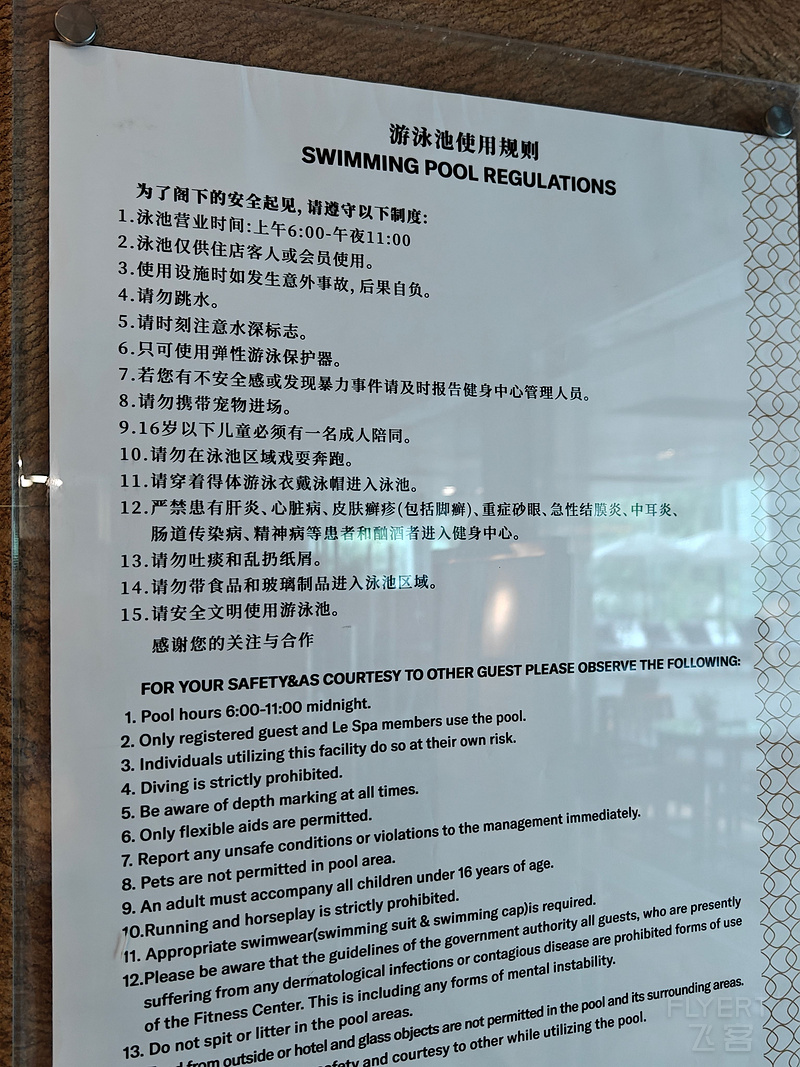 游泳池使用规则
SWIMMING POOL REGULATIONS
为了阁下的安全起见,请遵守以下制度:
1.泳池营业时间:上午6:00-午夜11:00
2.泳池仅供住店客人或会员使用。
3.使用设施时如发生意外事故,后果自负。
4.请勿跳水。
5.请时刻注意水深标志。
6.只可使用弹性游泳保护器。
7.若您有不安全感或发现暴力事件请及时报告健身中心管理人员。
8.请勿携带宠物进场。
9.16岁以下儿童必须有一名成人陪同。
10.请勿在泳池区域戏耍奔跑。
11.请穿着得体游泳衣戴泳帽进入泳池。
12.严禁患有肝炎、心脏病、皮肤癣疹(包括脚癣)、重症砂眼、急性结膜炎、中耳炎、
肠道传染病、精神病等患者和酗酒者进入健身中心。
13.请勿吐痰和乱扔纸屑。
14.请勿带食品和玻璃制品进入泳池区域。
15.请安全文明使用游泳池。
感谢您的关注与合作
FOR YOUR SAFETY&AS COURTESY TO OTHER GUEST PLEASE OBSERVE THE FOLLOWING:
1. Pool hours 6:00-11:00 midnight.
2. Only registered guest and Le Spa members use the pool.
3. Individuals utilizing this facility do so at their own risk.
4. Diving is strictly prohibited.
5. Be aware of depth marking at all times.
6. Only flexible aids are permitted.
7. Report any unsafe conditions or violations to the management immediately.
8. Pets are not permitted in pool area.
9. An adult must accompany all children under 16 years of age.
10.Running and horseplay is strictly prohibited.
11. Appropriate swimwear(swimming suit & swimming cap)is required.
12.Please be aware that the guidelines of the government authority all guests, who are presently
suffering from any dermatological infections or contagious disease are prohibited forms of use
of the Fitness Center. This is including any forms of mental instability.
13. Do not spit or litter in the pool areas.
from outside or hotel and glass objects are not permitted in the pool and its surrounding areas.
and courtesy to other while utilizing the pool.
FLYERT
飞客